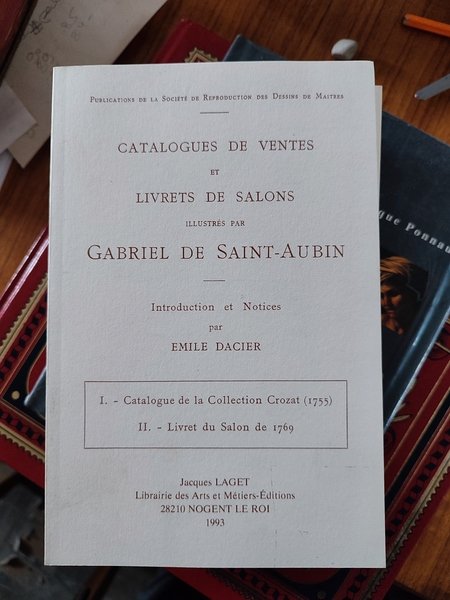 Publications de la Société de Reproduction des Dessins de Maitres
CATALOGUES DE VENTES
ET
LIVRETS DE SALONS
ILLUSTRÉS PAR
GABRIEL DE SAINT-AUBIN
Introduction et Notices
par
EMILE DACIER
I. - Catalogue de la Collection Crozat (1755)
II. - Livret du Salon de 1769
Jacques LAGET
Librairie des Arts et Métiers-Éditions
28210 NOGENT LE ROI
1993
que Ponnau